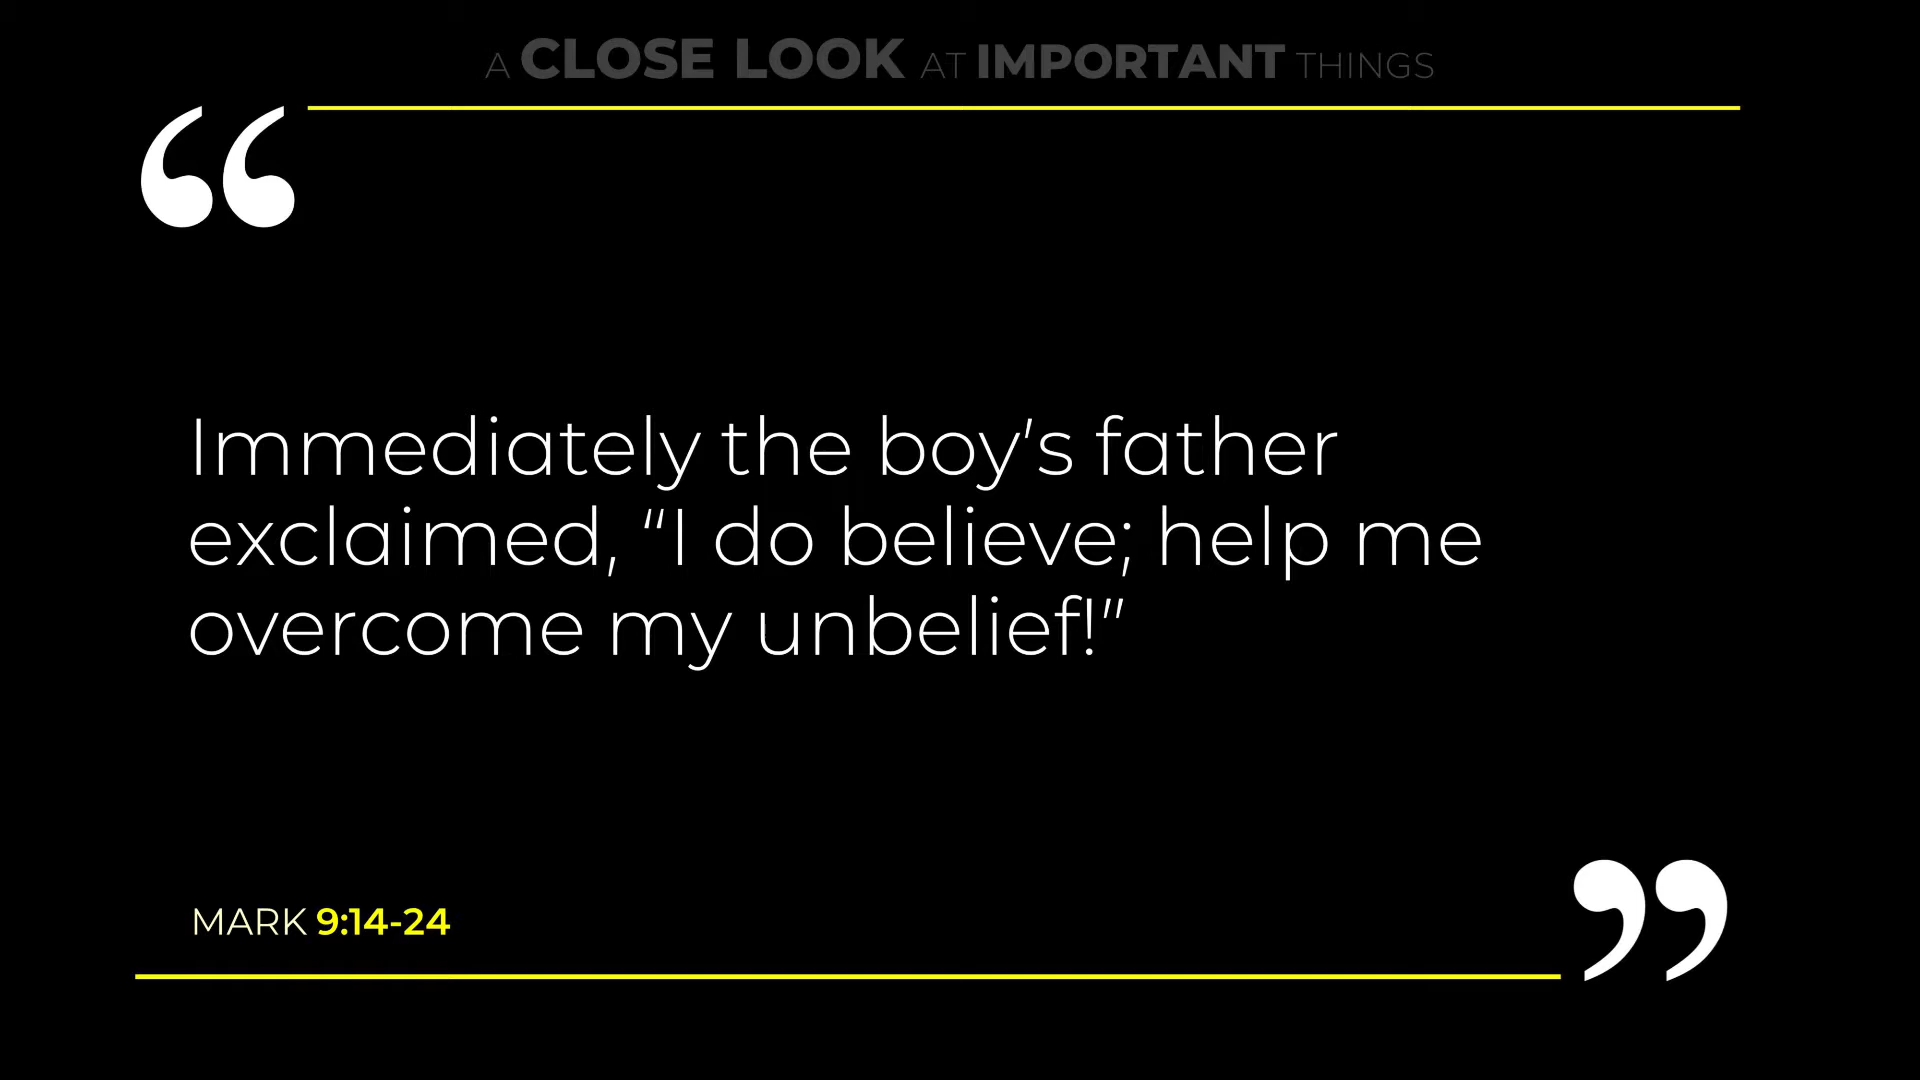 A CLOSE LOOK AT IMPORTANT THINGS
“
Immediately the boy’s father
exclaimed, “I do believe; help me
overcome my unbelief!”
MARK 9:14-24
”